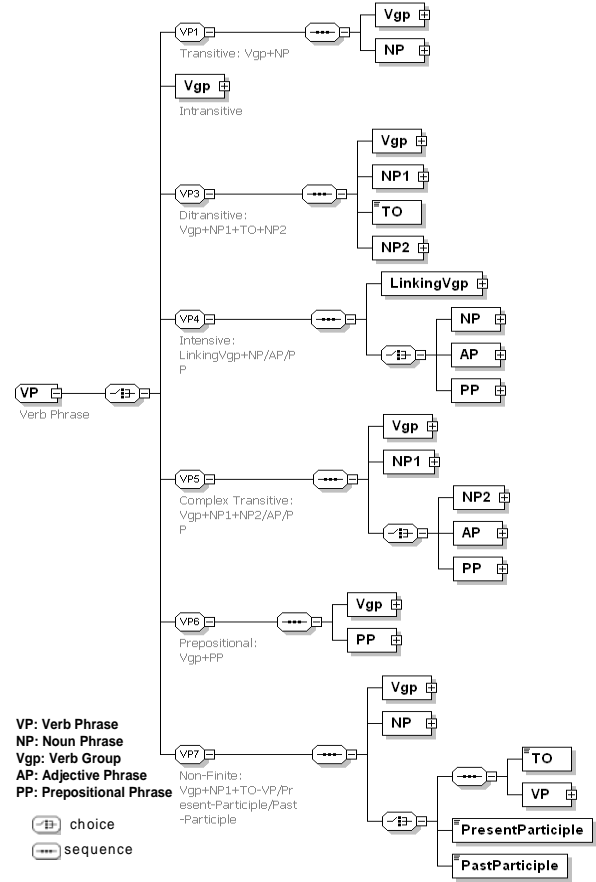 VP1
Transitive: Vgp+NP
Vgp
NP
Vgp
Intransitive
VP3
Ditransitive:
Vgp+NP1+TO+NP2
Vgp
NP1
TO
NP2
VP4
Intensive:
LinkingVgp+NP/AP/P
P
LinkingVgp
NP
AP
PP
VP
Verb Phrase
VP5
Complex Transitive:
Vgp+NP1+NP2/AP/P
P
Vgp
NP1
NP2
AP
PP
VP6
Prepositional:
Vgp+PP
Vgp
PP
VP7
Non-Finite:
Vgp+NP1+TO-VP/Pr
esent-Participle/Past
-Participle
Vgp
NP
TO
VP
PresentParticiple
PastParticiple
VP: Verb Phrase
NP: Noun Phrase
Vgp: Verb Group
AP: Adjective Phrase
PP: Prepositional Phrase
choice
sequence